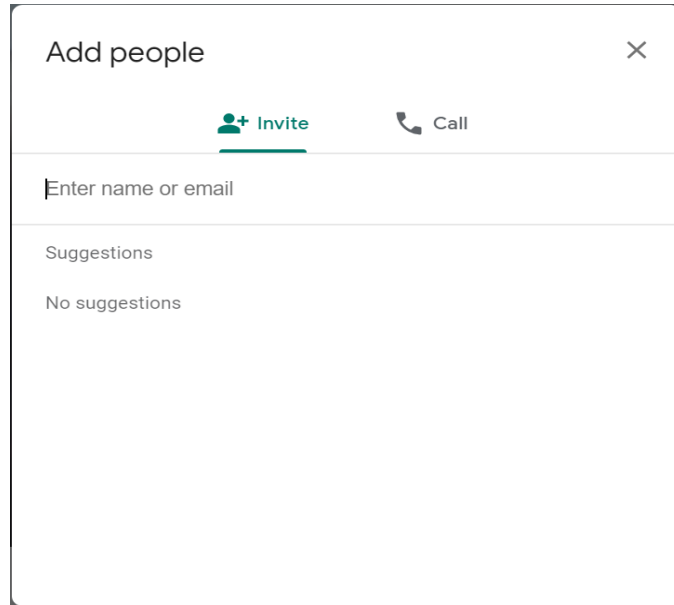 Add people
Invite
Call
Enter name or email
Suggestions
No suggestions